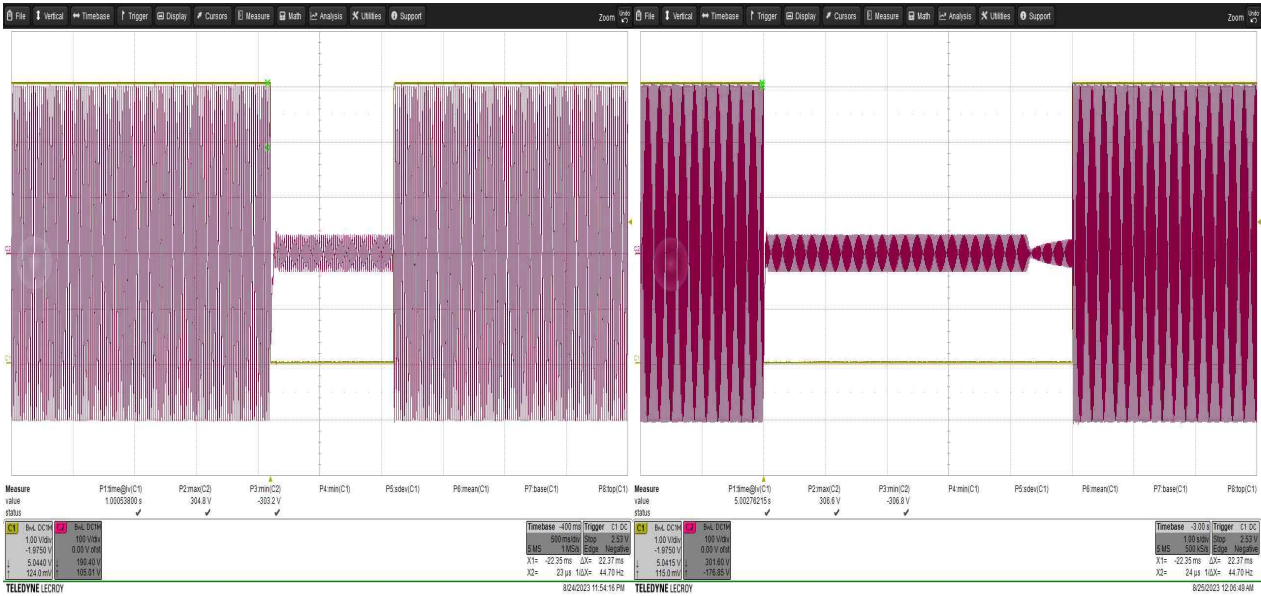 File Vertical Timebase Trigger Display Cursors Measure Math Analysis Utilities Support Zoom Undo
Measure P1:time@lv(C1) P2:max(C2) P3:min(C2) P4:min(C1) P5:sdev(C1) P6:mean(C1) P7:base(C1) P8:top(C1)
value 1.00053800 s 304.8 V -303.2 V
status
C1 BwL DC1M C2 BwL DC1M
1.00 V/div 100 V/div
-1.9750 V 0.00 V ofst
5.0440 V 190.40 V
124.0 mV 105.01 V
Timebase -400 ms Trigger C1 DC
500 ms/div Stop 2.53 V
5 MS 1 MS/s Edge Negative
X1= -22.35 ms ΔX= 22.37 ms
X2= 23 µs 1/ΔX= 44.70 Hz
TELEDYNE LECROY 8/24/2023 11:54:16 PM
File Vertical Timebase Trigger Display Cursors Measure Math Analysis Utilities Support Zoom Undo
Measure P1:time@lv(C1) P2:max(C2) P3:min(C2) P4:min(C1) P5:sdev(C1) P6:mean(C1) P7:base(C1) P8:top(C1)
value 5.00276215 s 308.6 V -306.8 V
status
C1 BwL DC1M C2 BwL DC1M
1.00 V/div 100 V/div
-1.9750 V 0.00 V ofst
5.0415 V 301.60 V
115.0 mV -176.85 V
Timebase -3.00 s Trigger C1 DC
1.00 s/div Stop 2.53 V
5 MS 500 kS/s Edge Negative
X1= -22.35 ms ΔX= 22.37 ms
X2= 24 µs 1/ΔX= 44.70 Hz
TELEDYNE LECROY 8/25/2023 12:06:49 AM